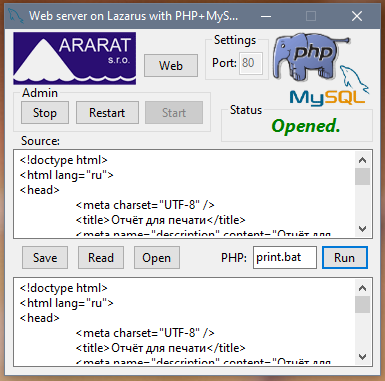 Web server on Lazarus with PHP+MyS...
ARARAT
s.r.o.
Web
Settings
Port: 80
php
MySQL
Admin
Stop Restart Start
Status
Opened.
Source:
<!doctype html>
<html lang="ru">
<head>
<meta charset="UTF-8" />
<title>Отчёт для печати</title>
<meta name="description" content="Отчёт для
Save Read Open PHP: print.bat Run
<!doctype html>
<html lang="ru">
<head>
<meta charset="UTF-8" />
<title>Отчёт для печати</title>
<meta name="description" content="Отчёт для